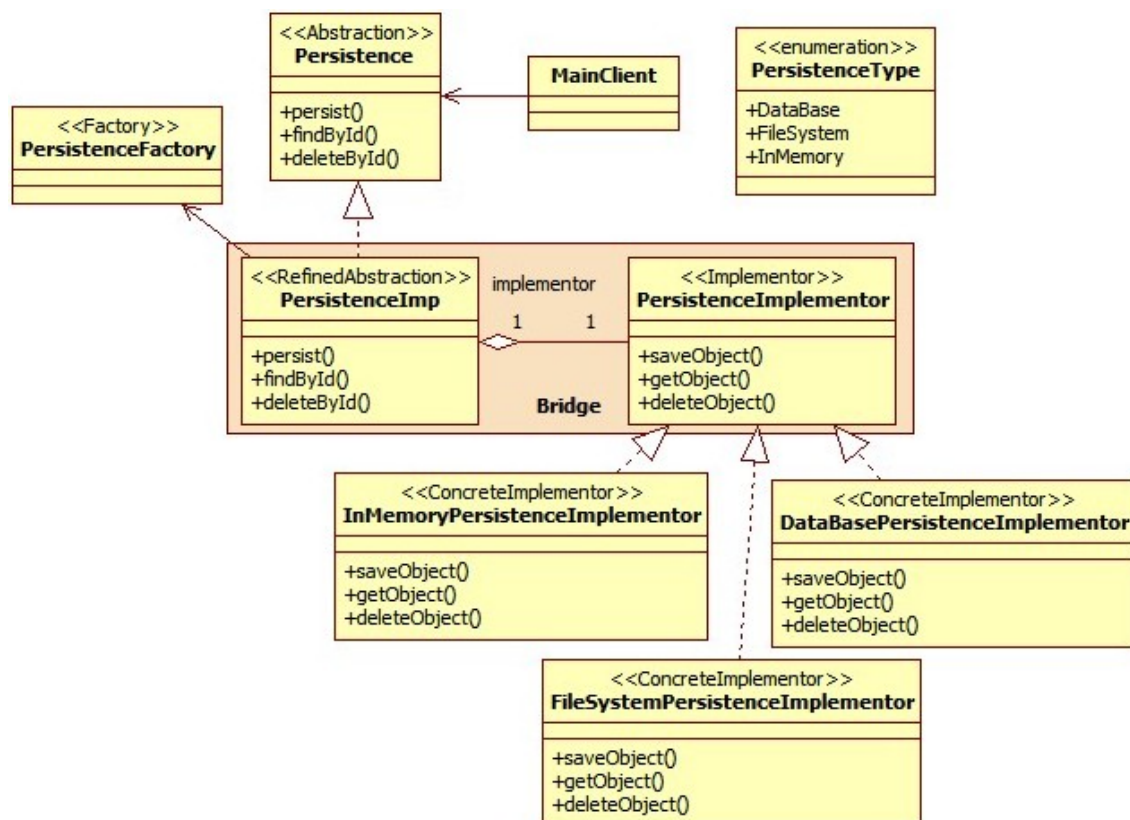 <<Abstraction>>
Persistence
+persist()
+findById()
+deleteById()
MainClient
<<enumeration>>
PersistenceType
+DataBase
+FileSystem
+InMemory
<<Factory>>
PersistenceFactory
<<RefinedAbstraction>>
PersistenceImp
+persist()
+findById()
+deleteById()
implementor
1 1
Bridge
<<Implementor>>
PersistenceImplementor
+saveObject()
+getObject()
+deleteObject()
<<ConcreteImplementor>>
InMemoryPersistenceImplementor
+saveObject()
+getObject()
+deleteObject()
<<ConcreteImplementor>>
DataBasePersistenceImplementor
+saveObject()
+getObject()
+deleteObject()
<<ConcreteImplementor>>
FileSystemPersistenceImplementor
+saveObject()
+getObject()
+deleteObject()